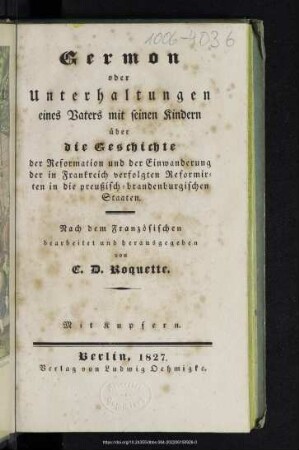 1006-4036
Germon
oder
Unterhaltungen
eines Vaters mit seinen Kindern
über
die Geschichte
der Reformation und der Einwanderung
der in Frankreich verfolgten Reformir-
ten in die preußisch-brandenburgischen
Staaten.
Nach dem Französischen
bearbeitet und herausgegeben
von
C. D. Roquette.
Mit Kupfern.
Berlin, 1827.
Verlag von Ludwig Oehmigke.